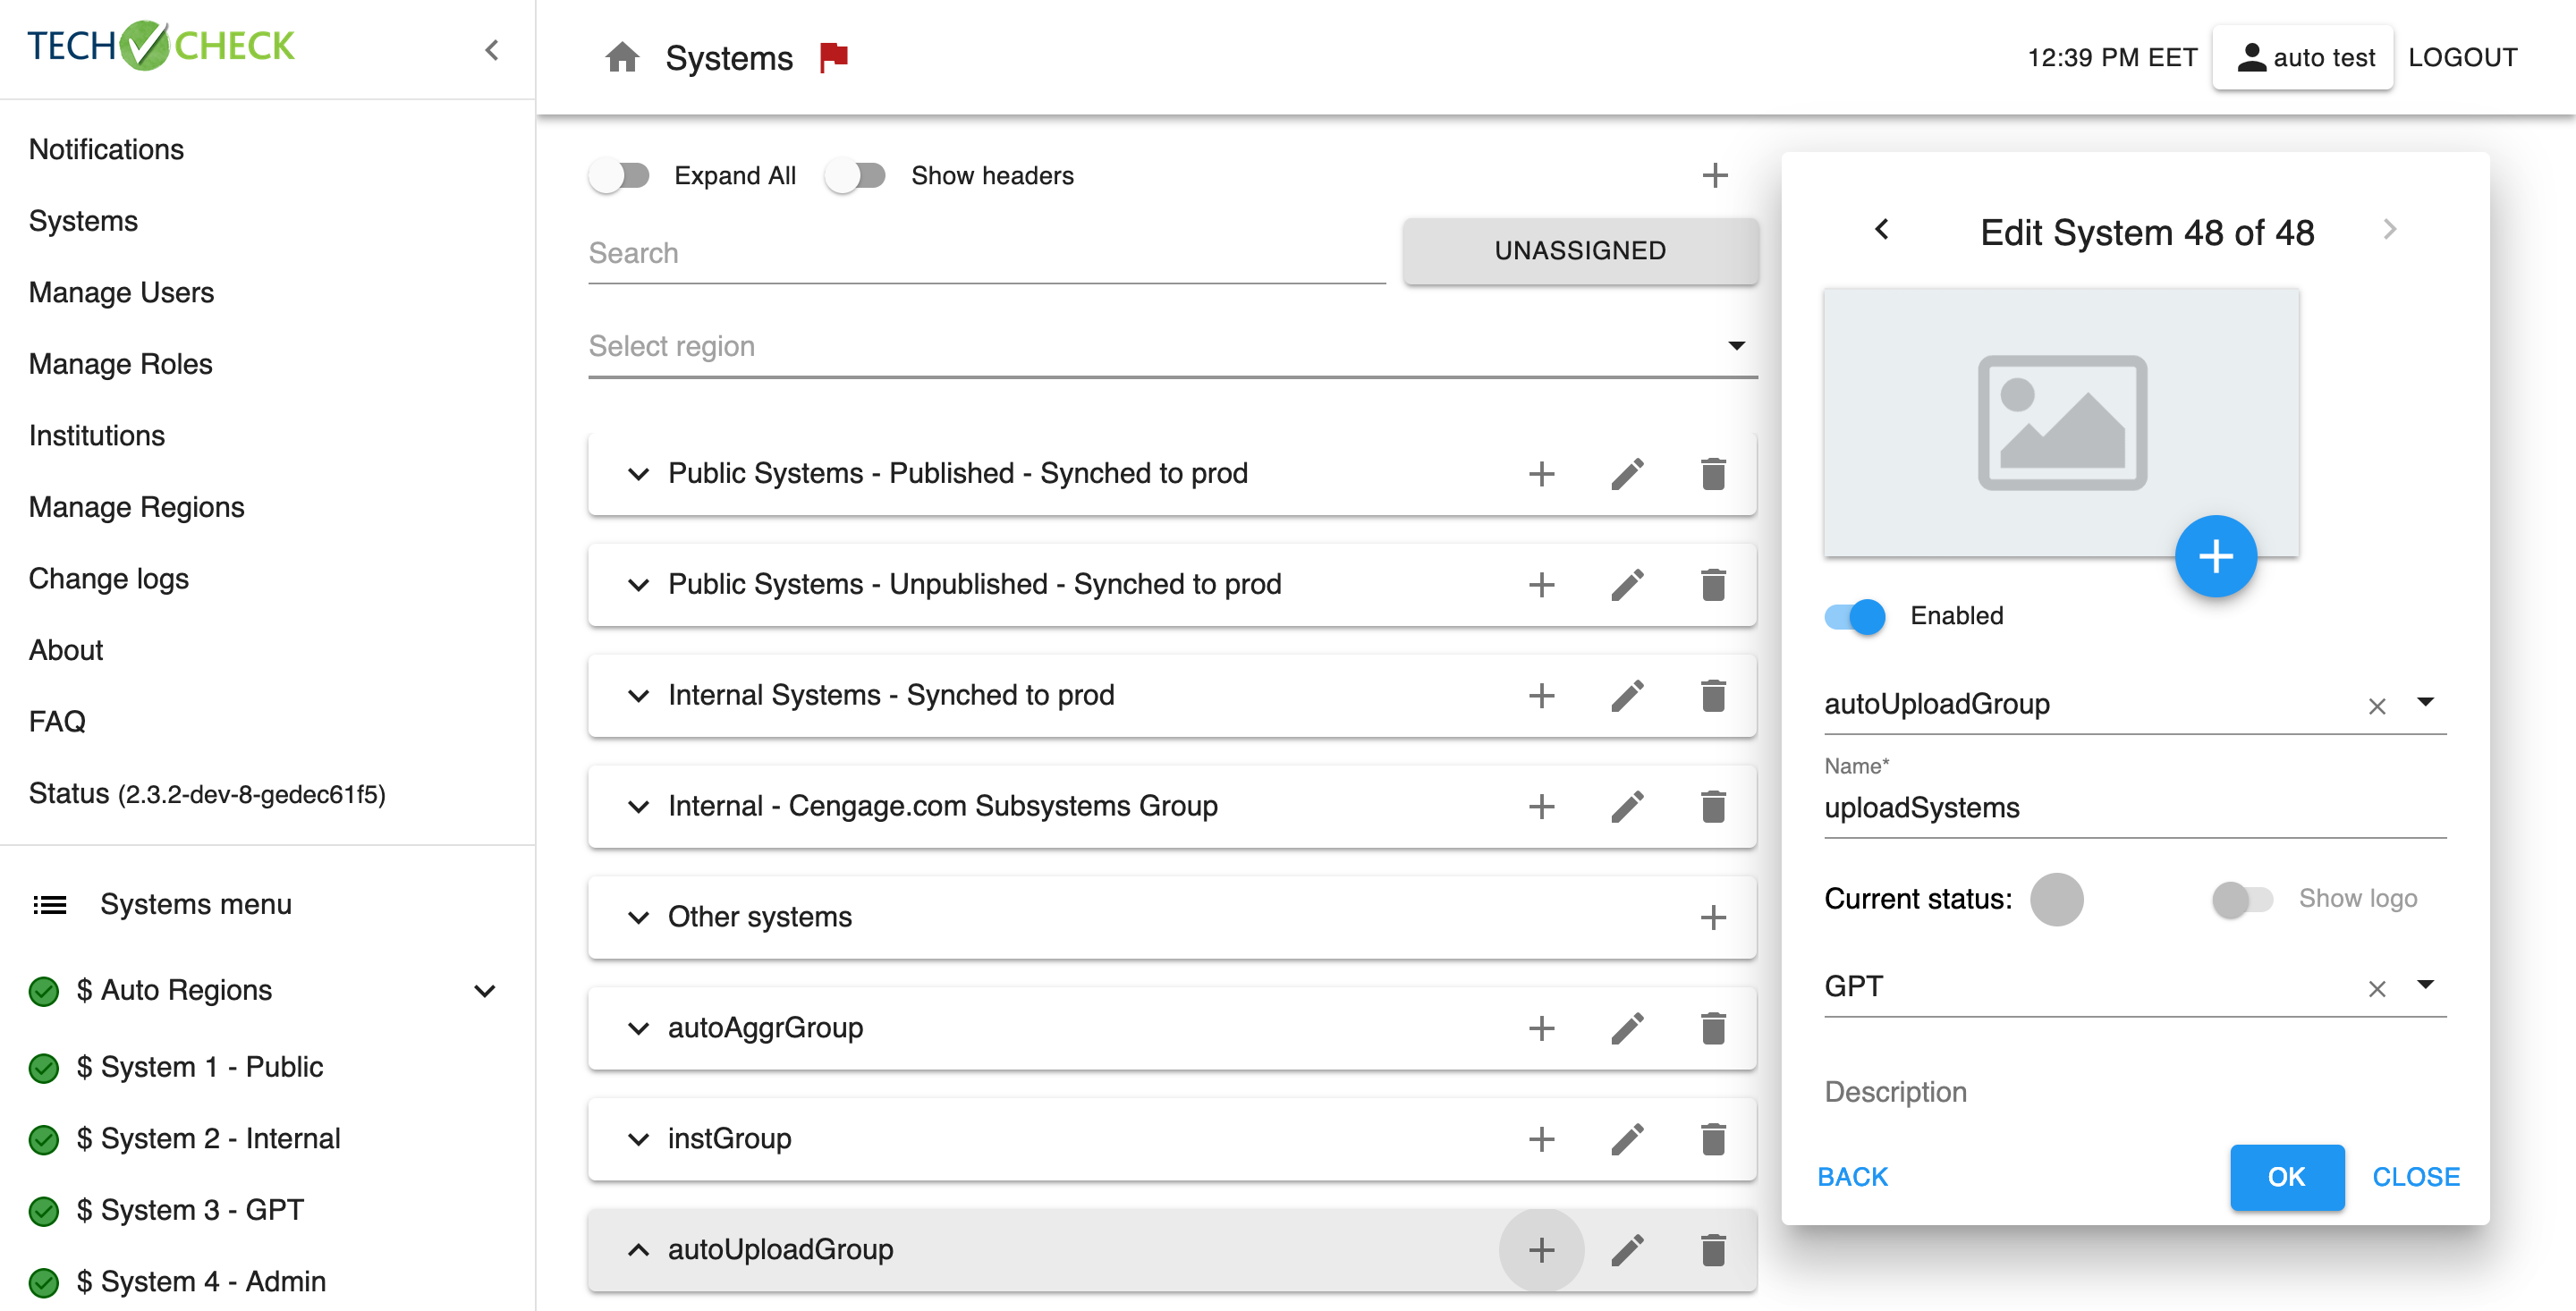 TECH CHECK
Notifications
Systems
Manage Users
Manage Roles
Institutions
Manage Regions
Change logs
About
FAQ
Status (2.3.2-dev-8-gedec61f5)
Systems menu
$ Auto Regions
$ System 1 - Public
$ System 2 - Internal
$ System 3 - GPT
$ System 4 - Admin
Systems
12:39 PM EET
auto test
LOGOUT
Expand All
Show headers
Search
UNASSIGNED
Select region
Public Systems - Published - Synched to prod
Public Systems - Unpublished - Synched to prod
Internal Systems - Synched to prod
Internal - Cengage.com Subsystems Group
Other systems
autoAggrGroup
instGroup
autoUploadGroup
Edit System 48 of 48
Enabled
autoUploadGroup
Name*
uploadSystems
Current status:
Show logo
GPT
Description
BACK
OK
CLOSE